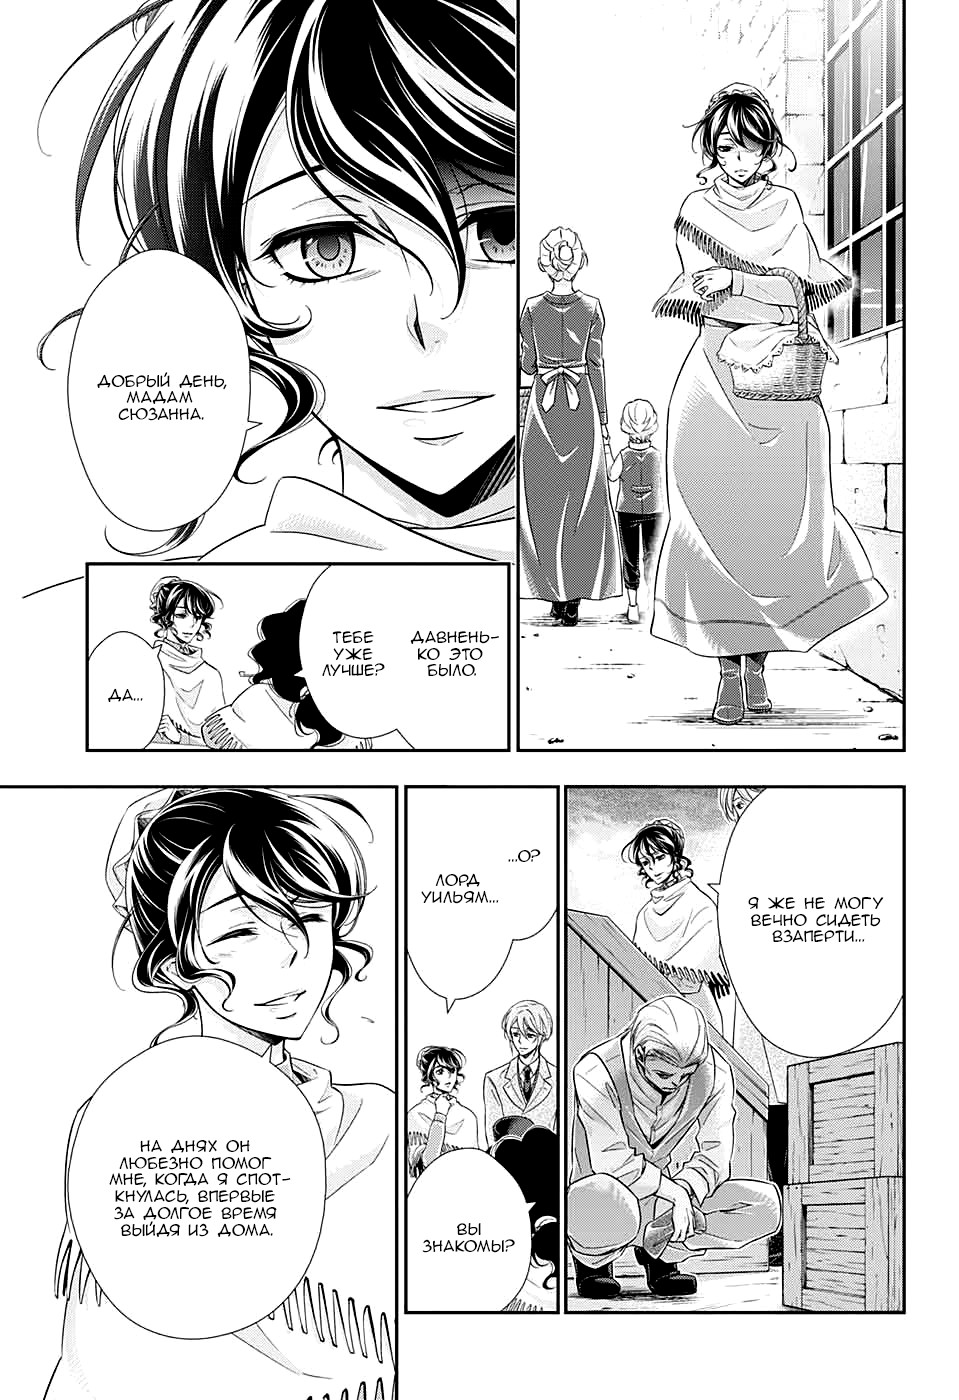 ДОБРЫЙ ДЕНЬ,
МАДАМ
СЮЗАННА.
ДАВНЕНЬ-
КО ЭТО
БЫЛО.
ТЕБЕ
УЖЕ
ЛУЧШЕ?
ДА...
Я ЖЕ НЕ МОГУ
ВЕЧНО СИДЕТЬ
ВЗАПЕРТИ...
...О?
ЛОРД
УИЛЬЯМ...
ВЫ
ЗНАКОМЫ?
НА ДНЯХ ОН
ЛЮБЕЗНО ПОМОГ
МНЕ, КОГДА Я СПОТ-
КНУЛАСЬ, ВПЕРВЫЕ
ЗА ДОЛГОЕ ВРЕМЯ
ВЫЙДЯ ИЗ ДОМА.